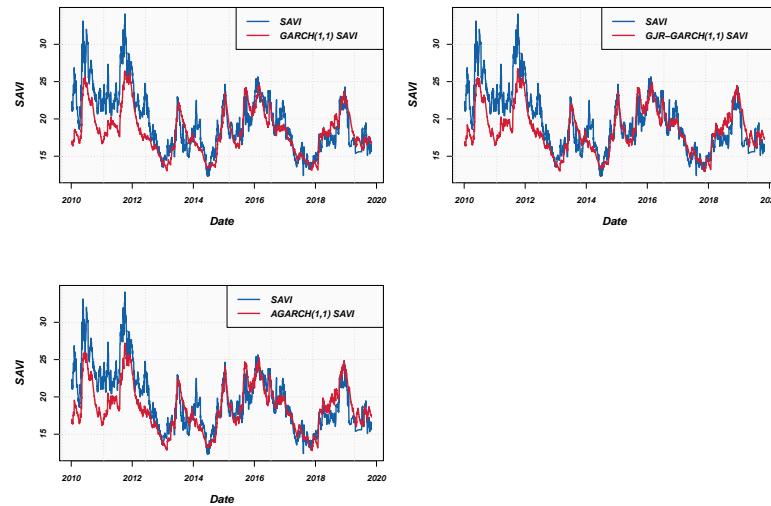 SAVI
GARCH(1,1) SAVI
SAVI
30
25
20
15
2010 2012 2014 2016 2018 2020
Date
SAVI
GJR−GARCH(1,1) SAVI
SAVI
30
25
20
15
2010 2012 2014 2016 2018 202
Date
SAVI
AGARCH(1,1) SAVI
SAVI
30
25
20
15
2010 2012 2014 2016 2018 2020
Date